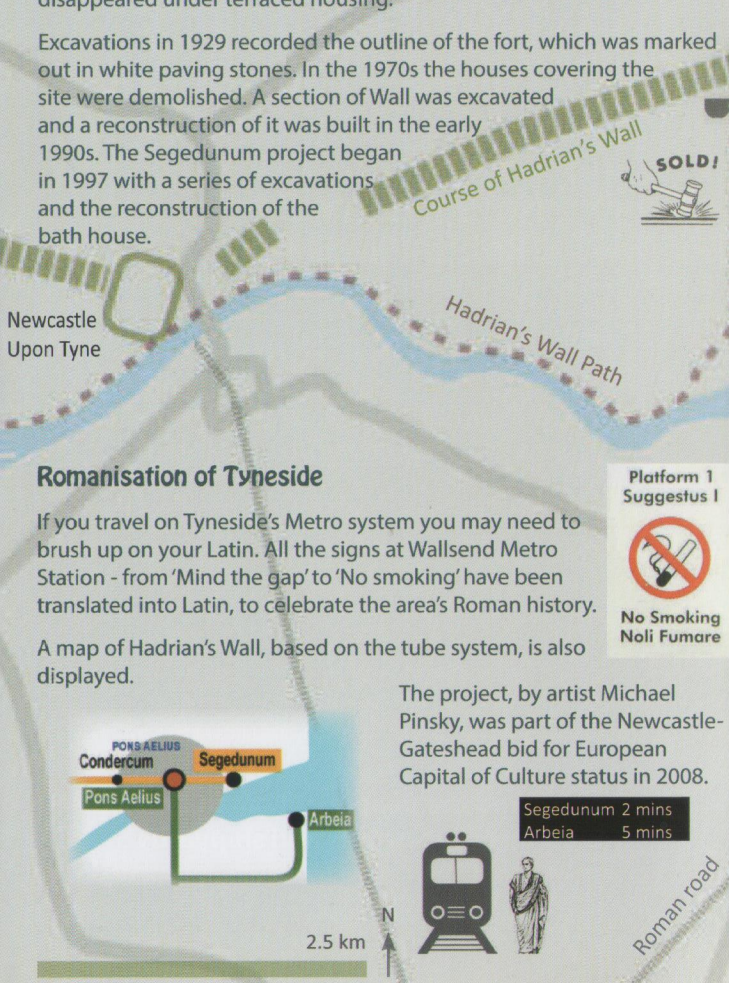 disappeared under terraced housing.
Excavations in 1929 recorded the outline of the fort, which was marked
out in white paving stones. In the 1970s the houses covering the
site were demolished. A section of Wall was excavated
and a reconstruction of it was built in the early
1990s. The Segedunum project began
in 1997 with a series of excavations
and the reconstruction of the
bath house.
Course of Hadrian's Wall
SOLD!
Newcastle
Upon Tyne
Hadrian's Wall Path
Romanisation of Tyneside
If you travel on Tyneside's Metro system you may need to
brush up on your Latin. All the signs at Wallsend Metro
Station - from 'Mind the gap' to 'No smoking' have been
translated into Latin, to celebrate the area's Roman history.
Platform 1
Suggestus I
No Smoking
Noli Fumare
A map of Hadrian's Wall, based on the tube system, is also
displayed.
PONS AELIUS
Condercum
Segedunum
Pons Aelius
Arbeia
The project, by artist Michael
Pinsky, was part of the Newcastle-
Gateshead bid for European
Capital of Culture status in 2008.
Segedunum 2 mins
Arbeia 5 mins
Roman road
N
2.5 km